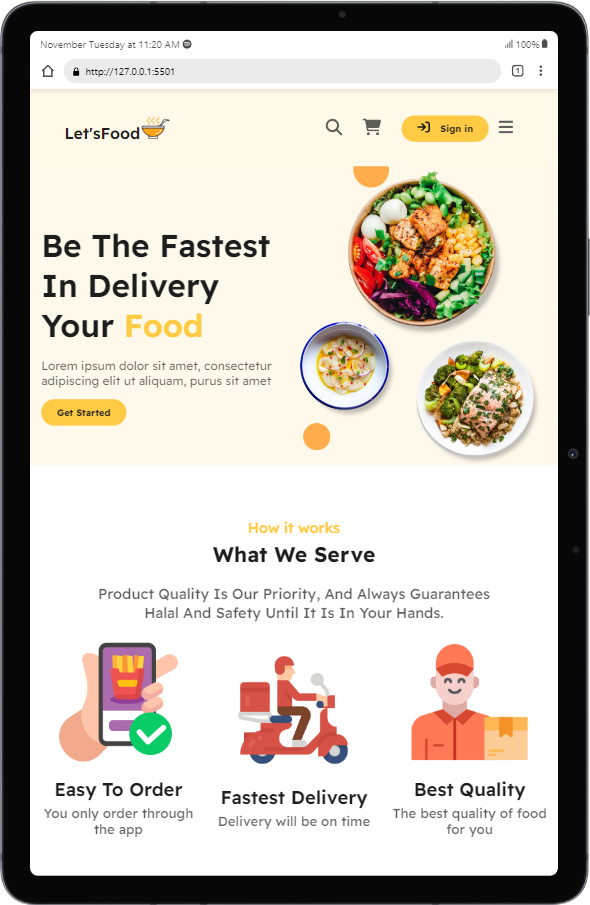 November Tuesday at 11:20 AM
100%
http://127.0.0.1:5501
1
Let'sFood
Sign in
Be The Fastest
In Delivery
Your Food
Lorem ipsum dolor sit amet, consectetur
adipiscing elit ut aliquam, purus sit amet
Get Started
How it works
What We Serve
Product Quality Is Our Priority, And Always Guarantees
Halal And Safety Until It Is In Your Hands.
Easy To Order
You only order through
the app
Fastest Delivery
Delivery will be on time
Best Quality
The best quality of food
for you